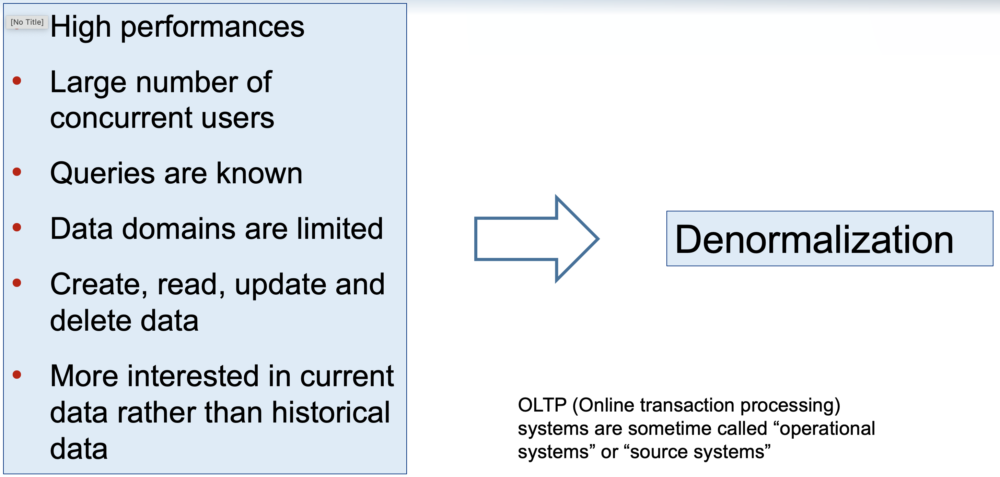 [No Title]
High performances
• Large number of
concurrent users
• Queries are known
• Data domains are limited
• Create, read, update and
delete data
• More interested in current
data rather than historical
data
Denormalization
OLTP (Online transaction processing)
systems are sometime called “operational
systems” or “source systems”